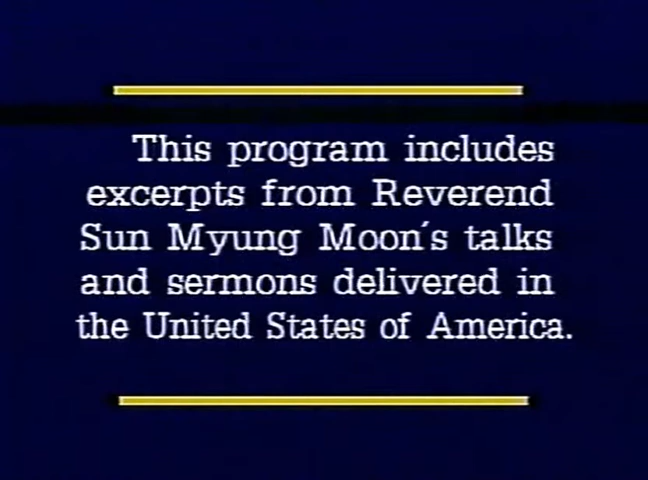 This program includes
excerpts from Reverend
Sun Myung Moon's talks
and sermons delivered in
the United States of America.